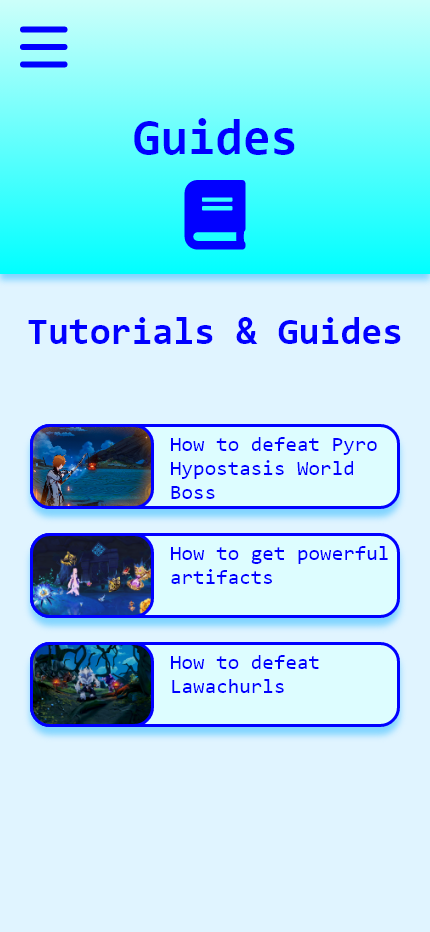 Guides
Tutorials & Guides
How to defeat Pyro
Hypostasis World
Boss
How to get powerful
artifacts
How to defeat
Lawachurls